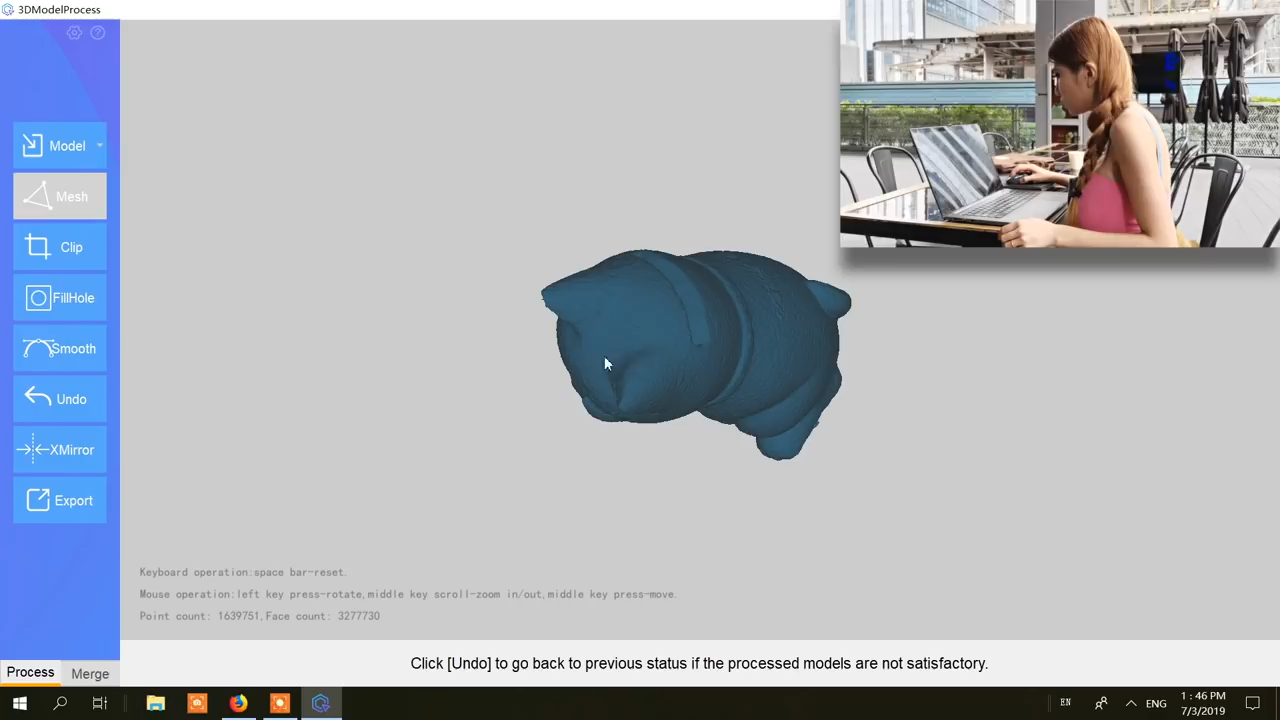 3DModelProcess
Model
Mesh
Clip
FillHole
Smooth
Undo
XMirror
Export
Keyboard operation:space bar-reset.
Mouse operation:left key press-rotate,middle key scroll-zoom in/out,middle key press-move.
Point count: 1639751,Face count: 3277730
Process
Merge
Click [Undo] to go back to previous status if the processed models are not satisfactory.
EN
ENG
1:46 PM
7/3/2019